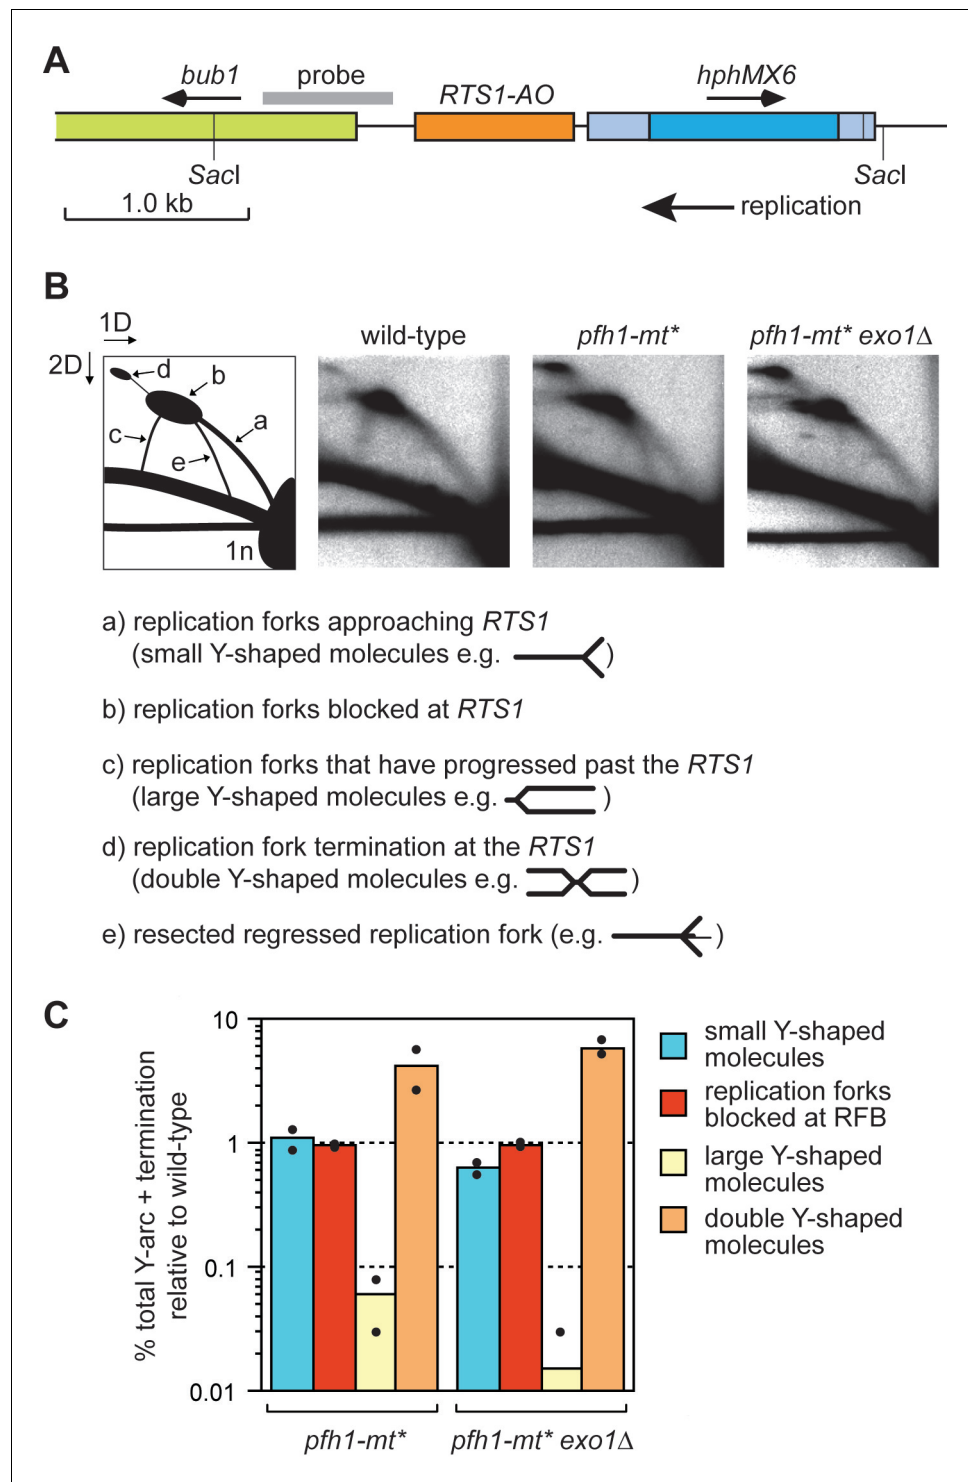 A
bub1
probe
RTS1-AO
hphMX6
SacI
SacI
1.0 kb
replication
B
1D
2D
d
b
a
c
e
1n
wild-type
pfh1-mt*
pfh1-mt* exo1Δ
a) replication forks approaching RTS1
(small Y-shaped molecules e.g. )
b) replication forks blocked at RTS1
c) replication forks that have progressed past the RTS1
(large Y-shaped molecules e.g. )
d) replication fork termination at the RTS1
(double Y-shaped molecules e.g. )
e) resected regressed replication fork (e.g. )
C
% total Y-arc + termination
relative to wild-type
10
1
0.1
0.01
pfh1-mt*
pfh1-mt* exo1Δ
small Y-shaped
molecules
replication forks
blocked at RFB
large Y-shaped
molecules
double Y-shaped
molecules